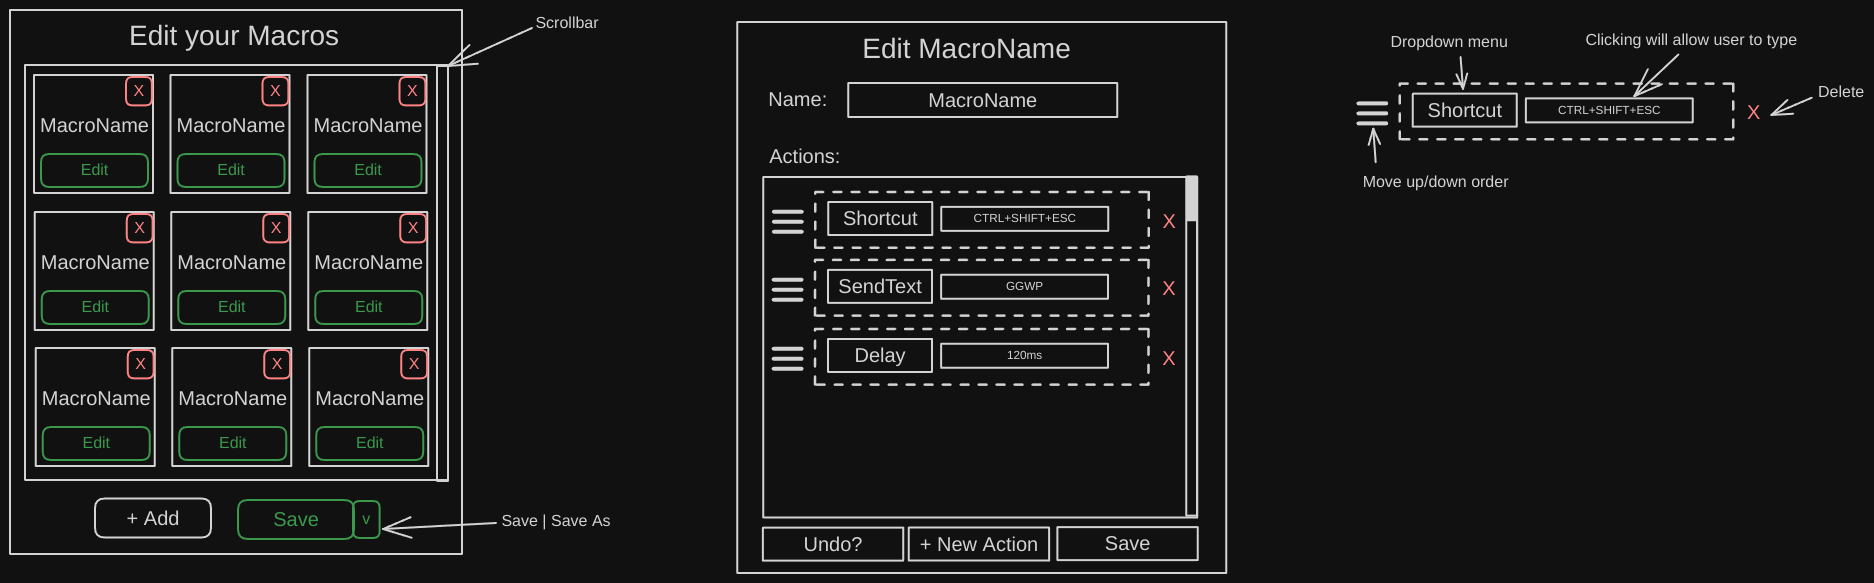 Edit your Macros
Scrollbar
X
X
X
MacroName
MacroName
MacroName
Edit
Edit
Edit
X
X
X
MacroName
MacroName
MacroName
Edit
Edit
Edit
X
X
X
MacroName
MacroName
MacroName
Edit
Edit
Edit
+ Add
Save
v
Save | Save As
Edit MacroName
Name:
MacroName
Actions:
Shortcut
CTRL+SHIFT+ESC
X
SendText
GGWP
X
Delay
120ms
X
Undo?
+ New Action
Save
Dropdown menu
Clicking will allow user to type
Shortcut
CTRL+SHIFT+ESC
X
Delete
Move up/down order